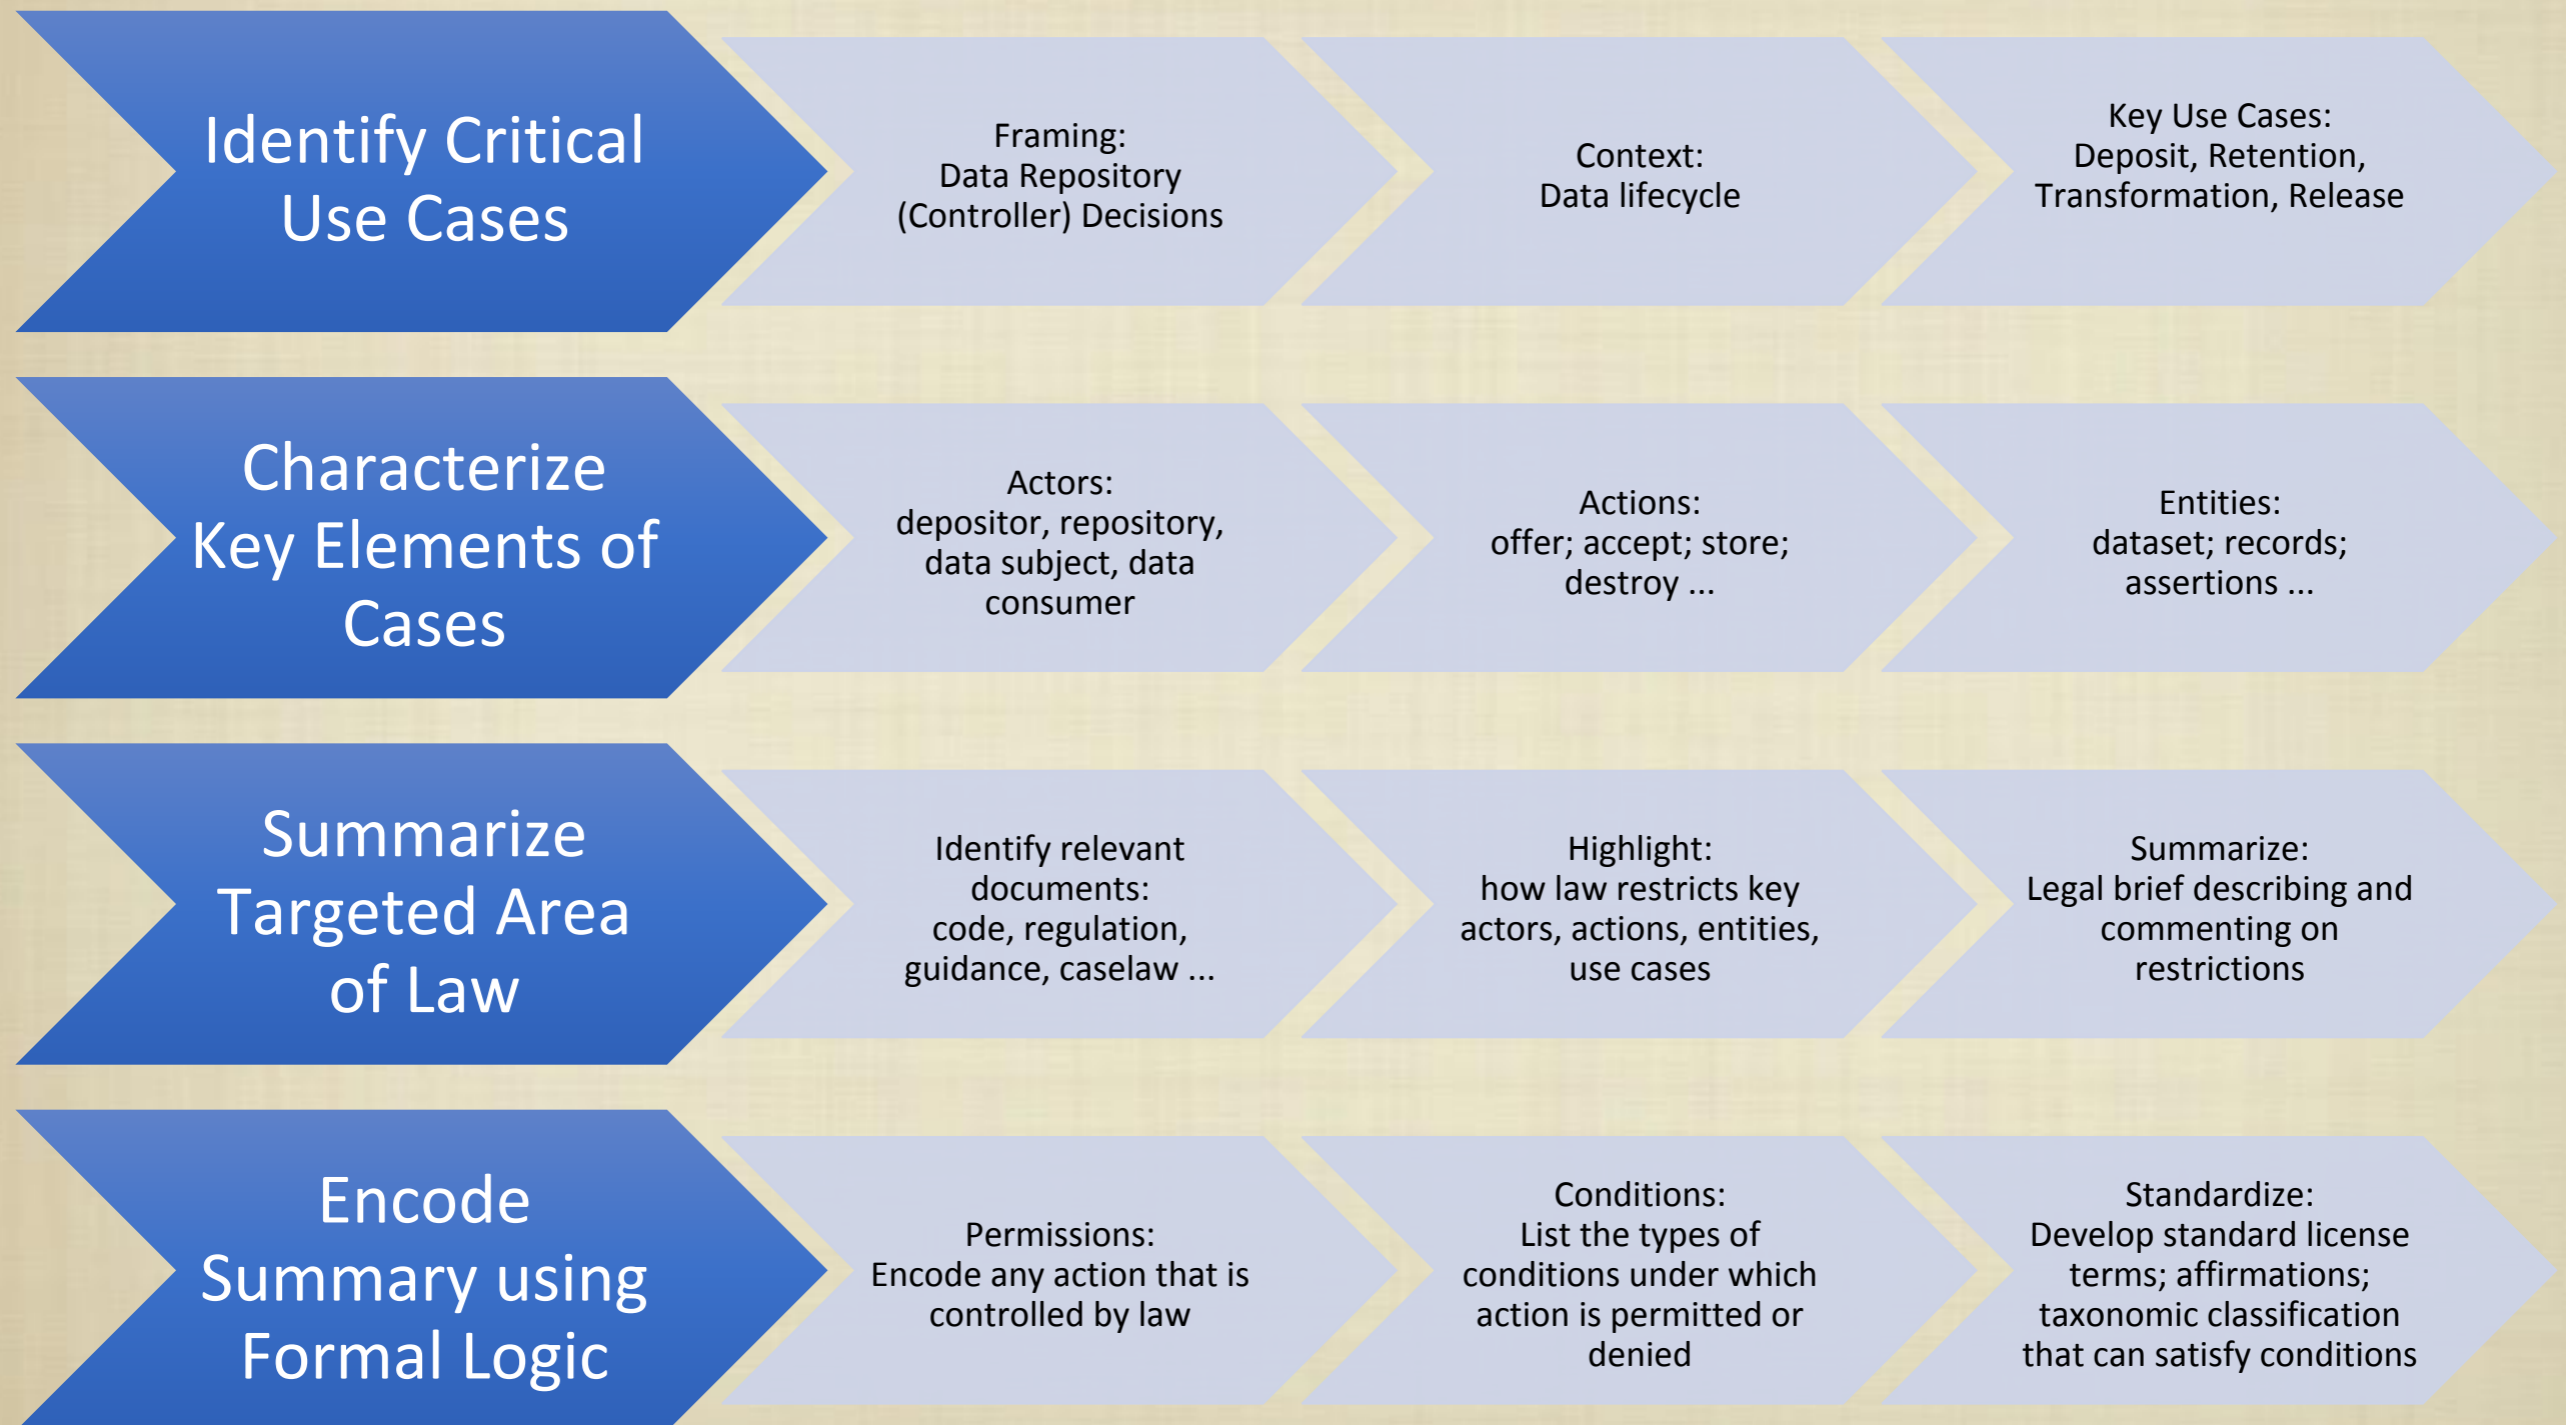 Identify Critical
Use Cases
Framing:
Data Repository
(Controller) Decisions
Context:
Data lifecycle
Key Use Cases:
Deposit, Retention,
Transformation, Release
Characterize
Key Elements of
Cases
Actors:
depositor, repository,
data subject, data
consumer
Actions:
offer; accept; store;
destroy ...
Entities:
dataset; records;
assertions ...
Summarize
Targeted Area
of Law
Identify relevant
documents:
code, regulation,
guidance, caselaw ...
Highlight:
how law restricts key
actors, actions, entities,
use cases
Summarize:
Legal brief describing and
commenting on
restrictions
Encode
Summary using
Formal Logic
Permissions:
Encode any action that is
controlled by law
Conditions:
List the types of
conditions under which
action is permitted or
denied
Standardize:
Develop standard license
terms; affirmations;
taxonomic classification
that can satisfy conditions